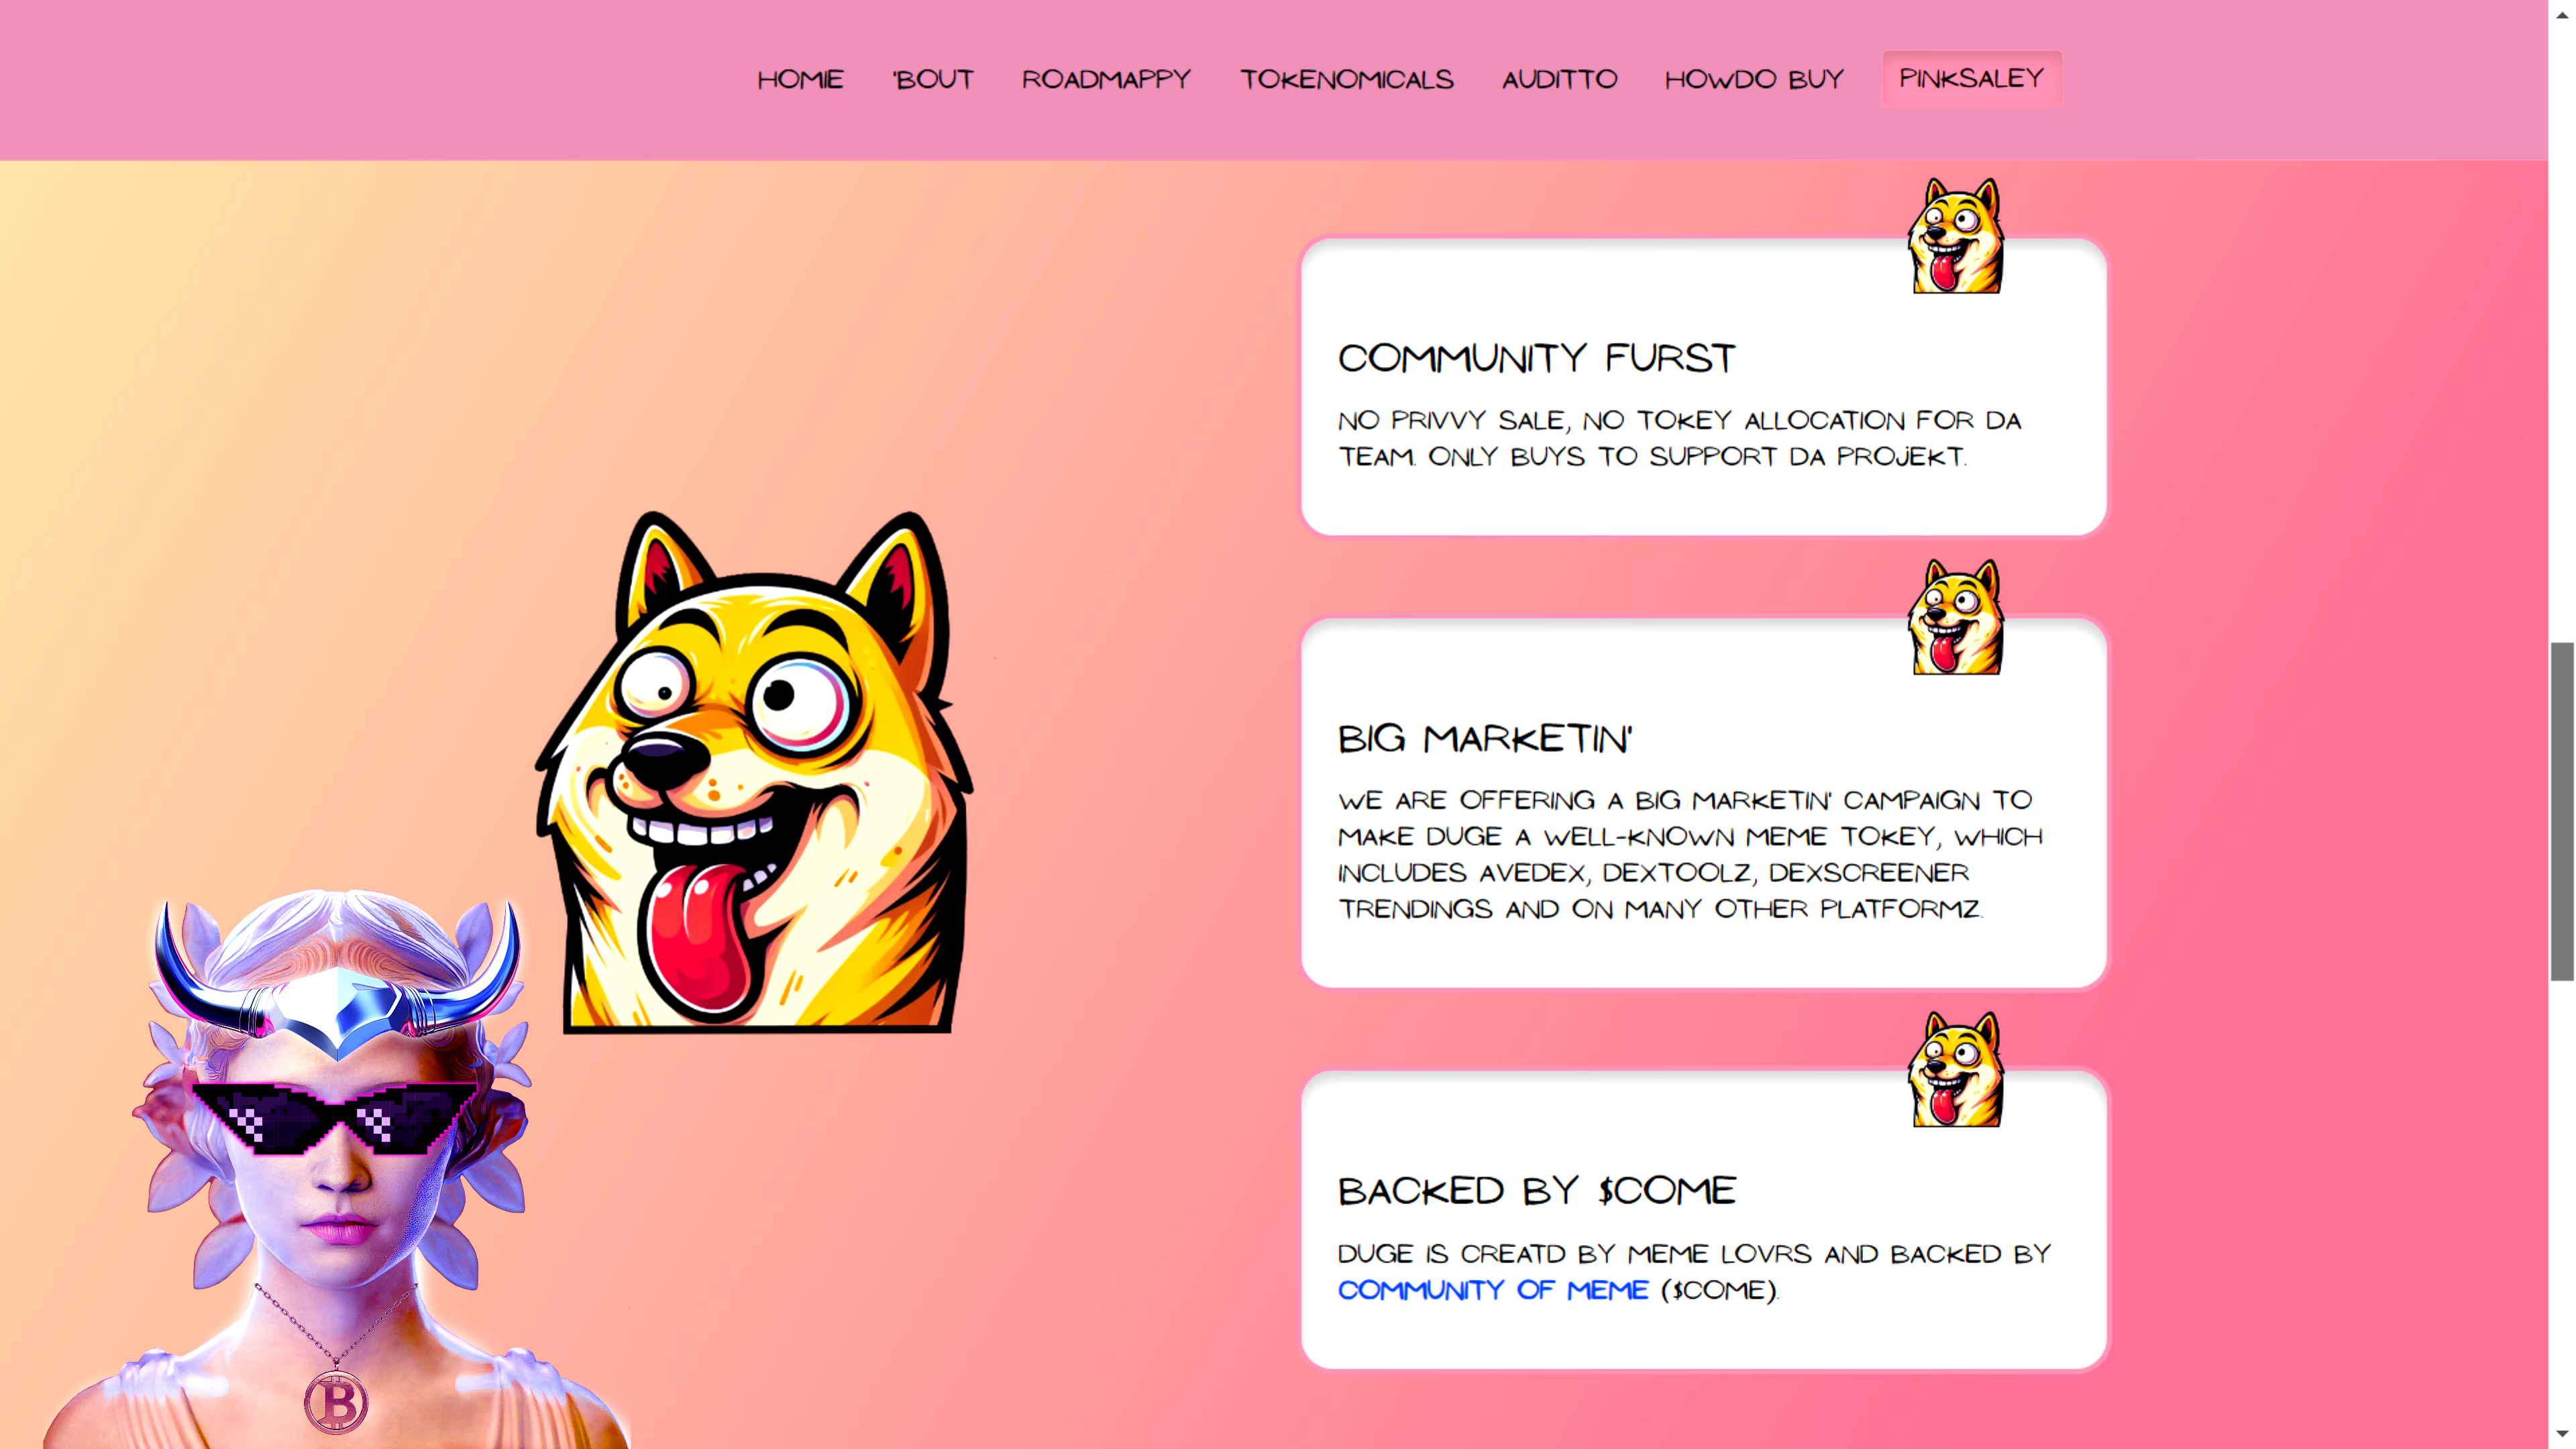 HOMIE 'BOUT ROADMAPPY TOKENOMICALS AUDITTO HOWDO BUY PINKSALEY
COMMUNITY FURST
NO PRIVVY SALE, NO TOKEY ALLOCATION FOR DA
TEAM. ONLY BUYS TO SUPPORT DA PROJEKT.
BIG MARKETIN'
WE ARE OFFERING A BIG MARKETIN' CAMPAIGN TO
MAKE DUGE A WELL-KNOWN MEME TOKEY, WHICH
INCLUDES AVEDEX, DEXTOOLZ, DEXSCREENER
TRENDINGS AND ON MANY OTHER PLATFORMZ.
BACKED BY $COME
DUGE IS CREATD BY MEME LOVRS AND BACKED BY
COMMUNITY OF MEME ($COME).
B